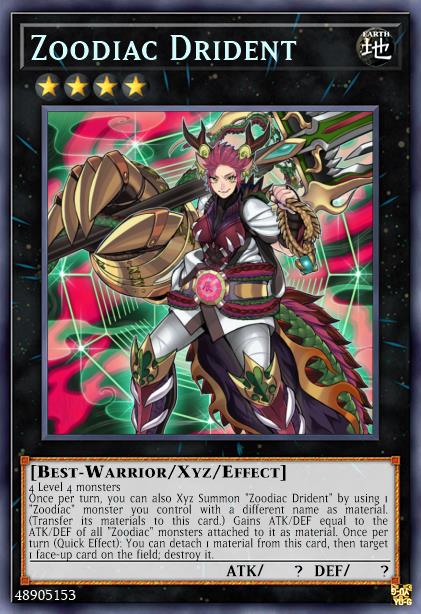 ZOODIAC DRIDENT
EARTH
地
[BEST-WARRIOR/XYZ/EFFECT]
4 Level 4 monsters
Once per turn, you can also Xyz Summon "Zoodiac Drident" by using 1
"Zoodiac" monster you control with a different name as material.
(Transfer its materials to this card.) Gains ATK/DEF equal to the
ATK/DEF of all "Zoodiac" monsters attached to it as material. Once per
turn (Quick Effect): You can detach 1 material from this card, then target
1 face-up card on the field; destroy it.
ATK/ ? DEF/ ?
48905153